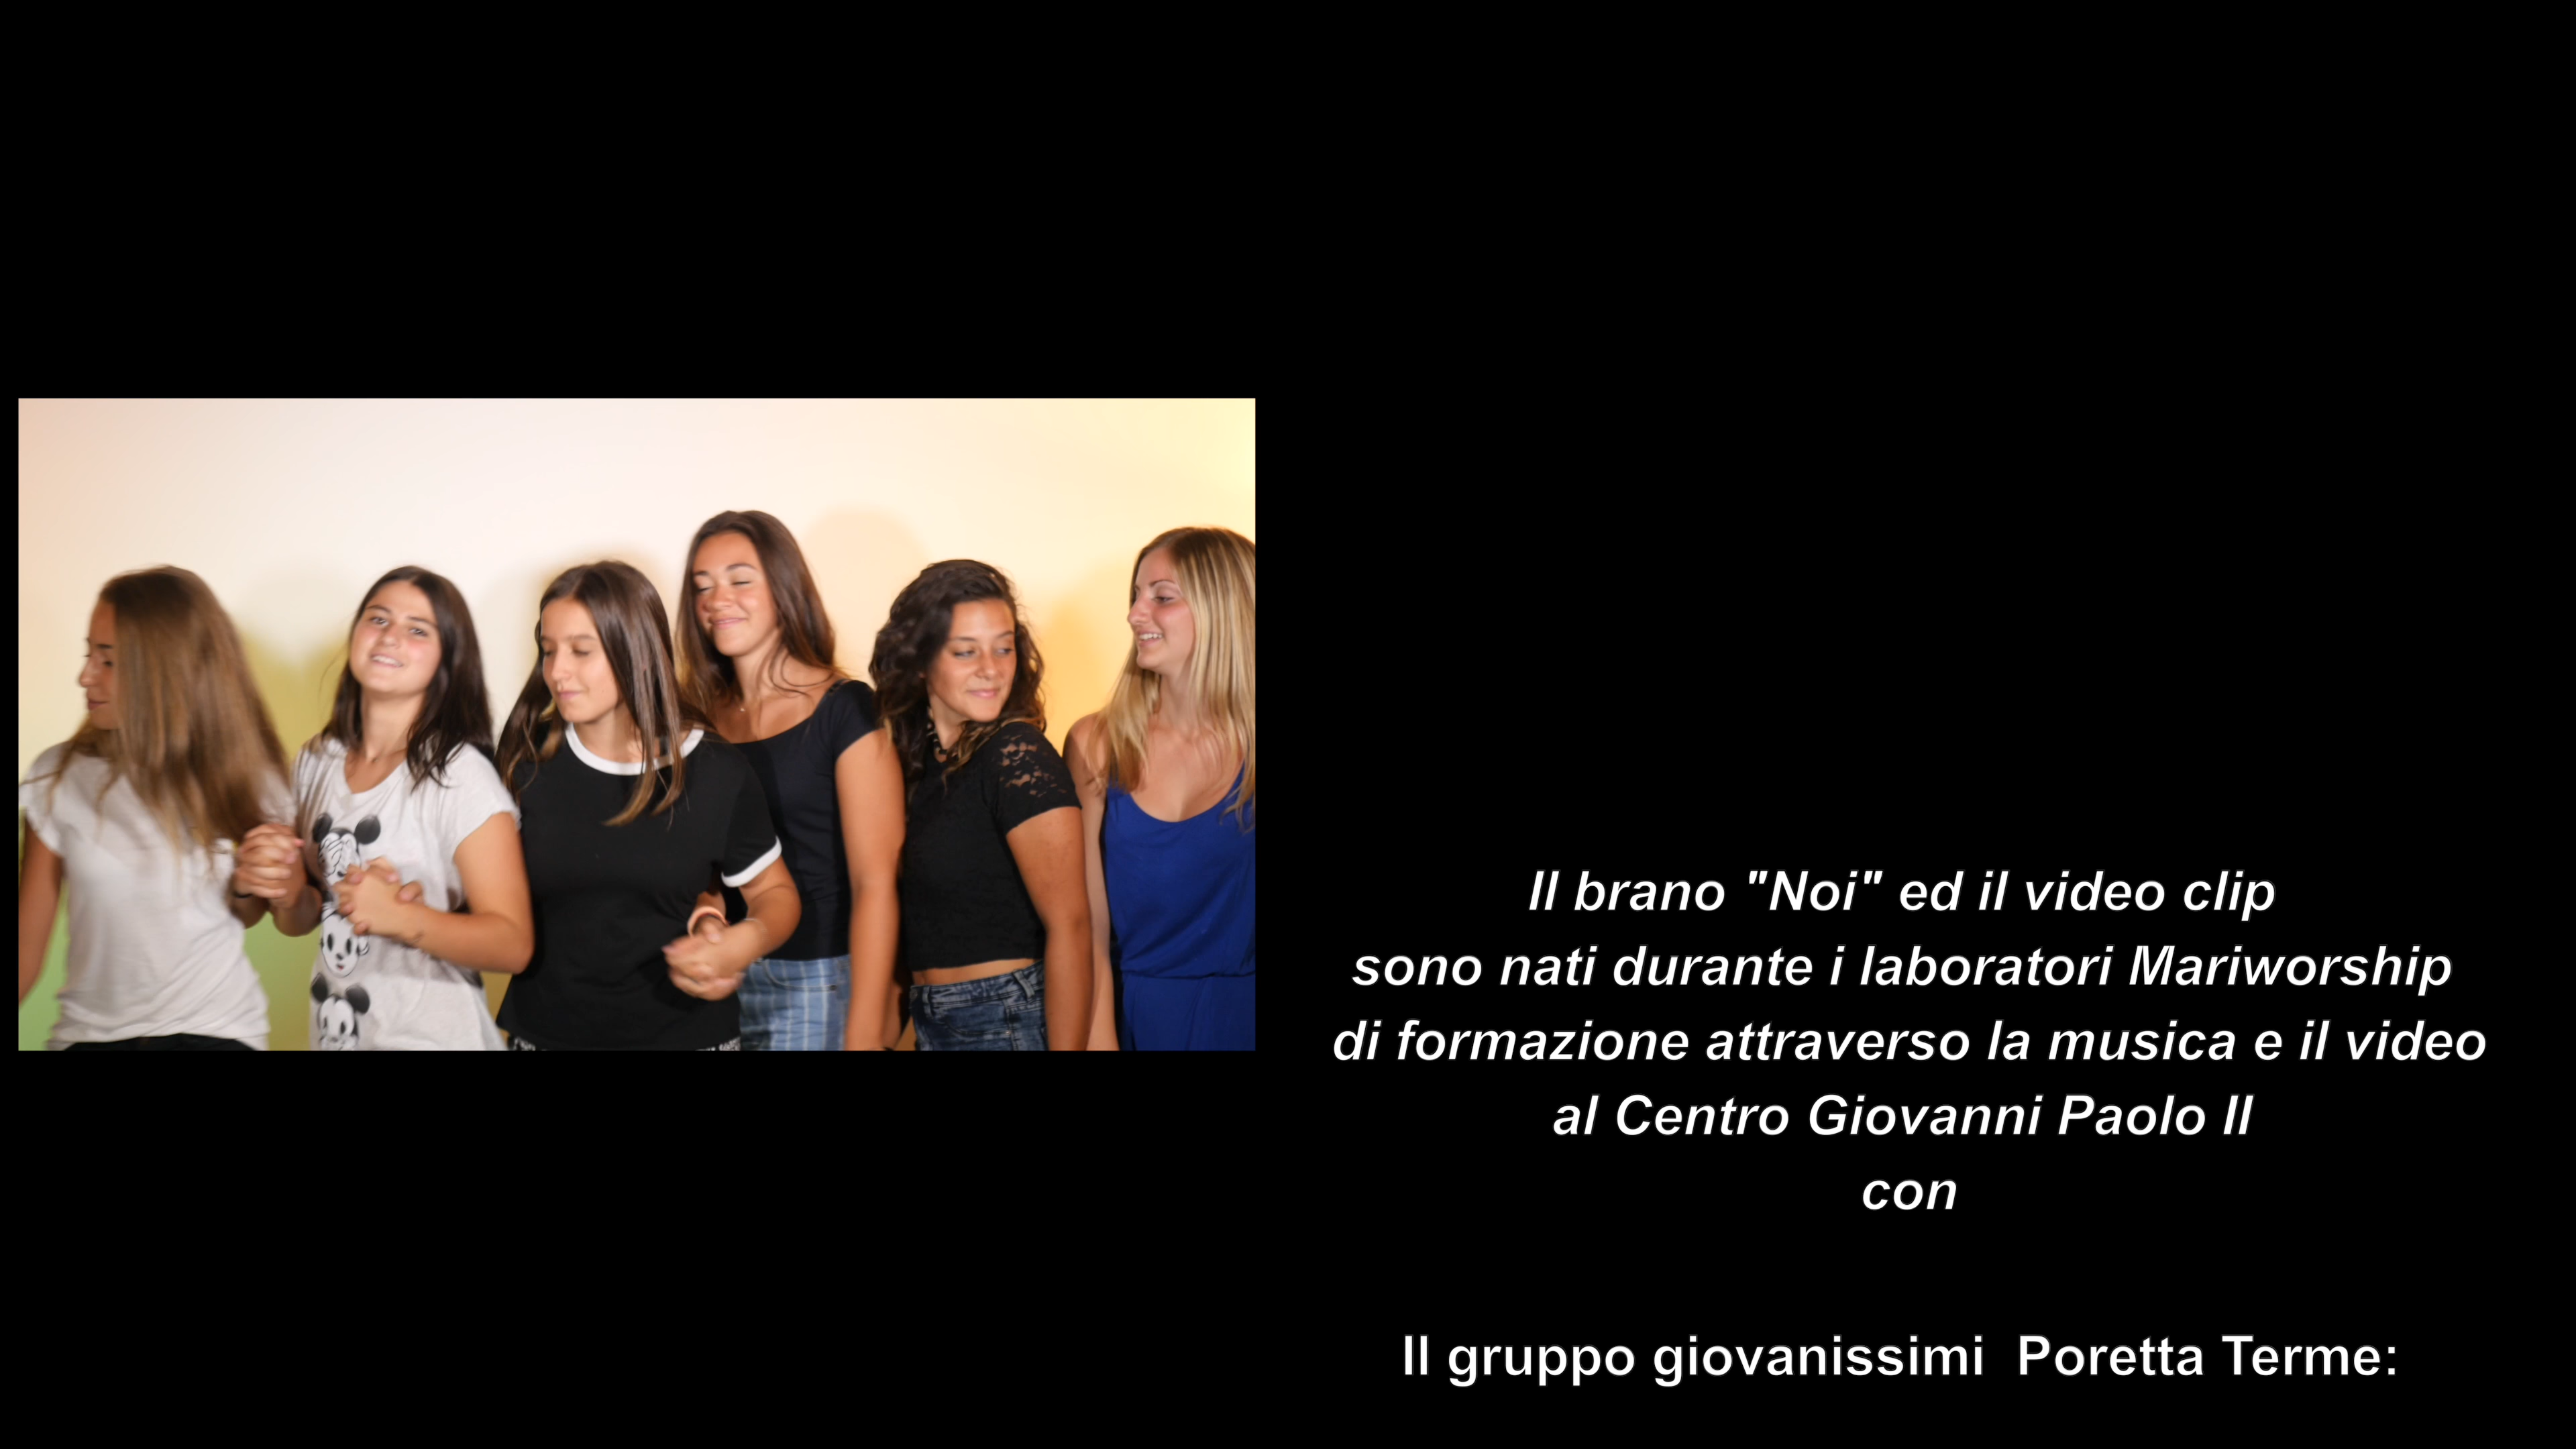 Il brano "Noi" ed il video clip
sono nati durante i laboratori Mariworship
di formazione attraverso la musica e il video
al Centro Giovanni Paolo II
con
Il gruppo giovanissimi  Poretta Terme: